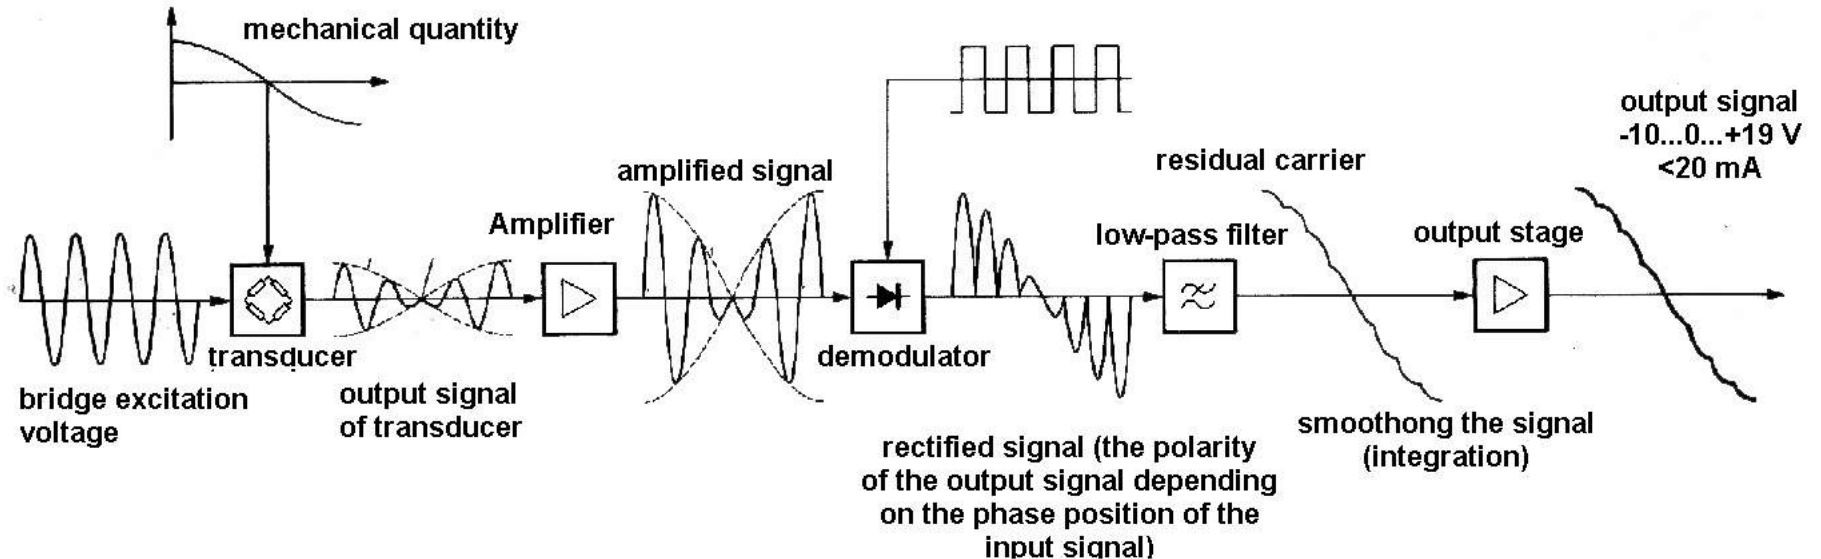 mechanical quantity
output signal
-10...0...+19 V
<20 mA
residual carrier
amplified signal
Amplifier
low-pass filter
output stage
transducer
demodulator
bridge excitation
voltage
output signal
of transducer
smoothong the signal
(integration)
rectified signal (the polarity
of the output signal depending
on the phase position of the
input signal)